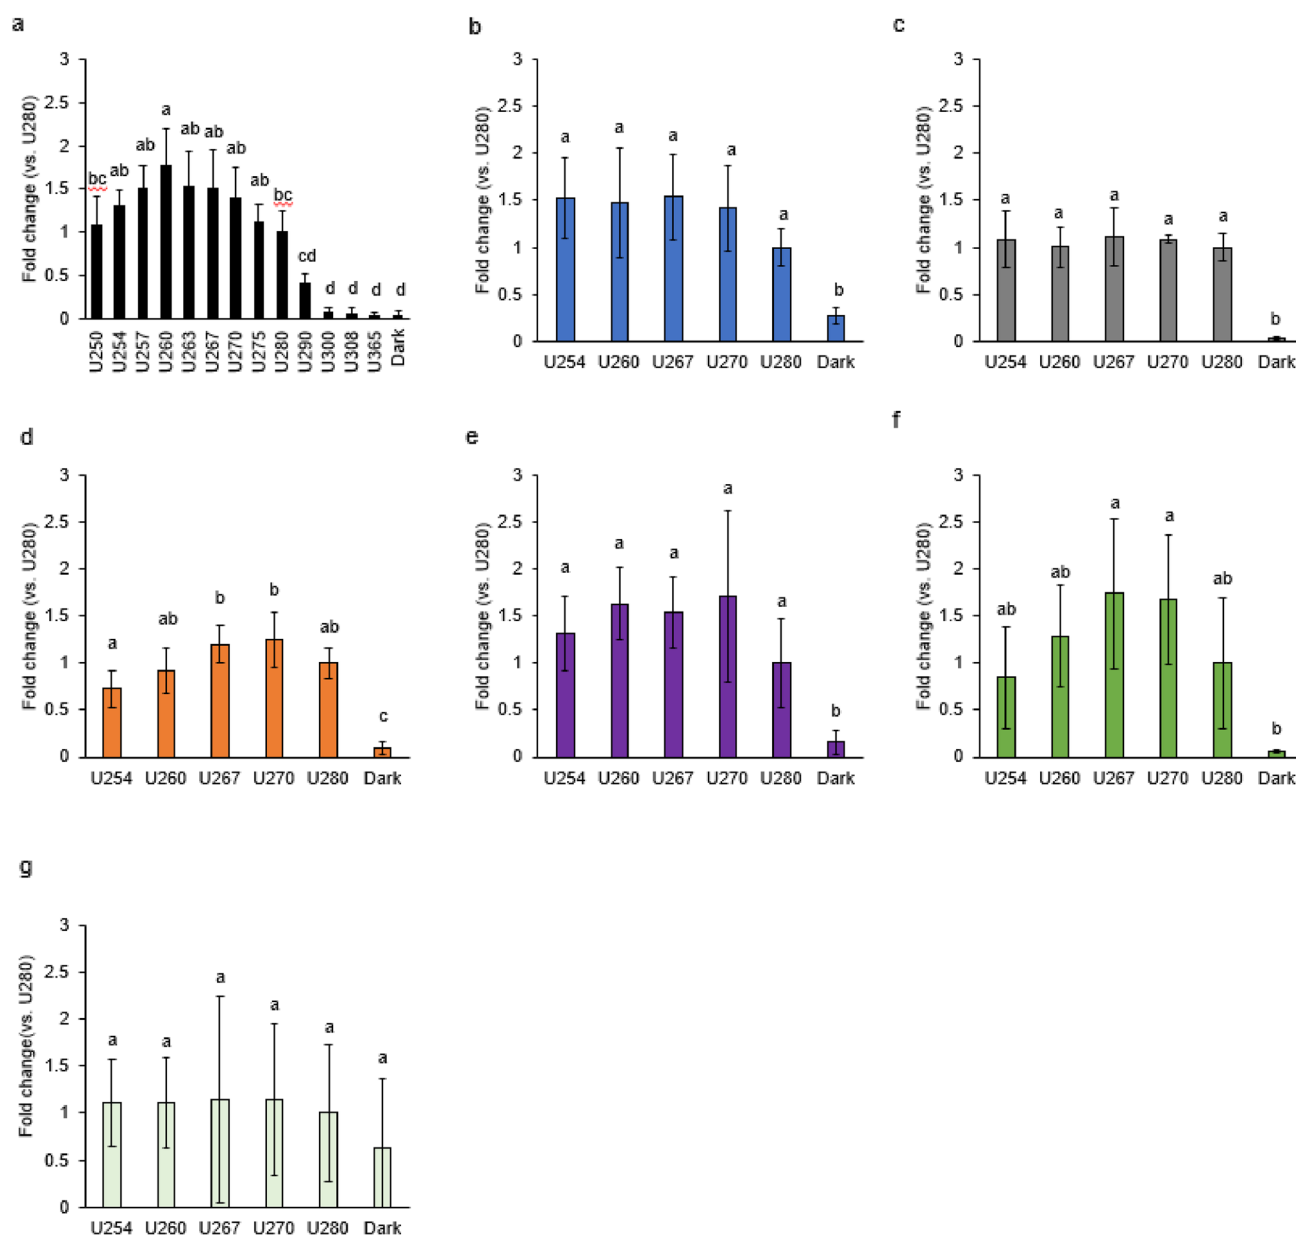 a
Fold change (vs. U280)
3
2.5
2
1.5
1
0.5
0
bc
ab
ab
a
ab
ab
ab
ab
bc
cd
d
d
d
d
U250
U254
U257
U260
U263
U267
U270
U275
U280
U290
U300
U308
U365
Dark
b
Fold change (vs. U280)
3
2.5
2
1.5
1
0.5
0
a a a a a b
U254 U260 U267 U270 U280 Dark
c
Fold change (vs. U280)
3
2.5
2
1.5
1
0.5
0
a a a a a b
U254 U260 U267 U270 U280 Dark
d
Fold change (vs. U280)
3
2.5
2
1.5
1
0.5
0
a ab b b ab c
U254 U260 U267 U270 U280 Dark
e
Fold change (vs. U280)
3
2.5
2
1.5
1
0.5
0
a a a a a b
U254 U260 U267 U270 U280 Dark
f
Fold change (vs. U280)
3
2.5
2
1.5
1
0.5
0
ab ab a a ab b
U254 U260 U267 U270 U280 Dark
g
Fold change(vs. U280)
3
2.5
2
1.5
1
0.5
0
a a a a a a
U254 U260 U267 U270 U280 Dark